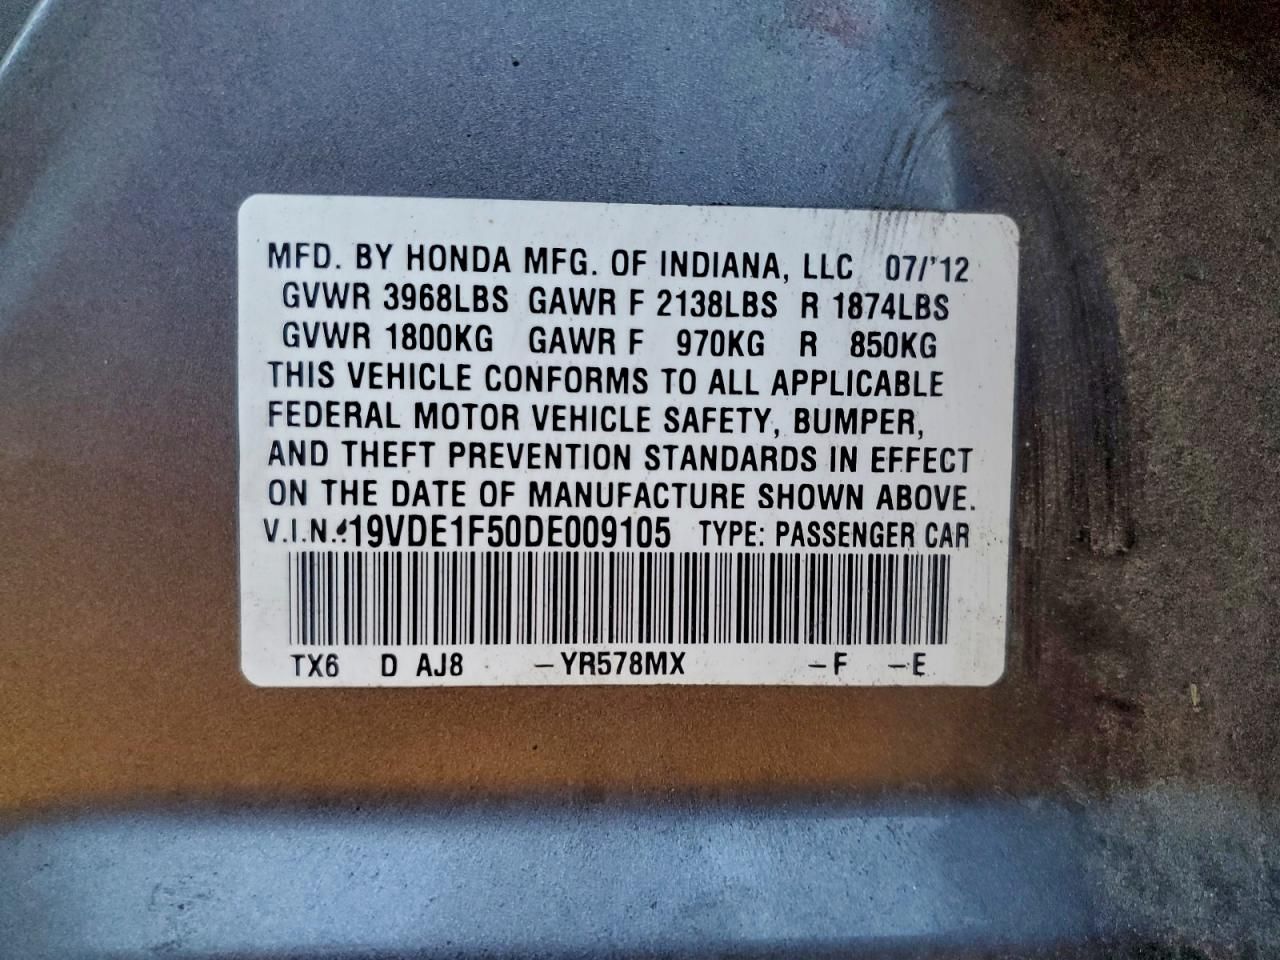 MFD. BY HONDA MFG. OF INDIANA, LLC 07/'12
GVWR 3968LBS GAWR F 2138LBS R 1874LBS
GVWR 1800KG GAWR F 970KG R 850KG
THIS VEHICLE CONFORMS TO ALL APPLICABLE
FEDERAL MOTOR VEHICLE SAFETY, BUMPER,
AND THEFT PREVENTION STANDARDS IN EFFECT
ON THE DATE OF MANUFACTURE SHOWN ABOVE.
V.I.N.:19VDE1F50DE009105 TYPE: PASSENGER CAR
TX6 D AJ8 -YR578MX -F -E